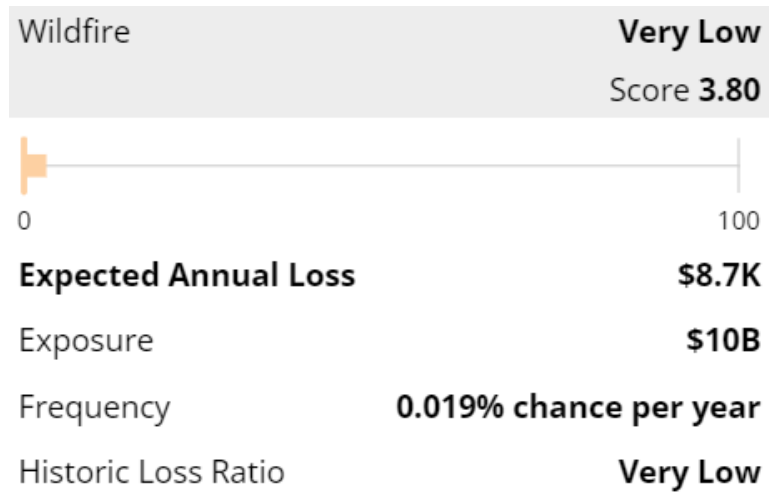 Wildfire Very Low
Score 3.80
0 100
Expected Annual Loss $8.7K
Exposure $10B
Frequency 0.019% chance per year
Historic Loss Ratio Very Low